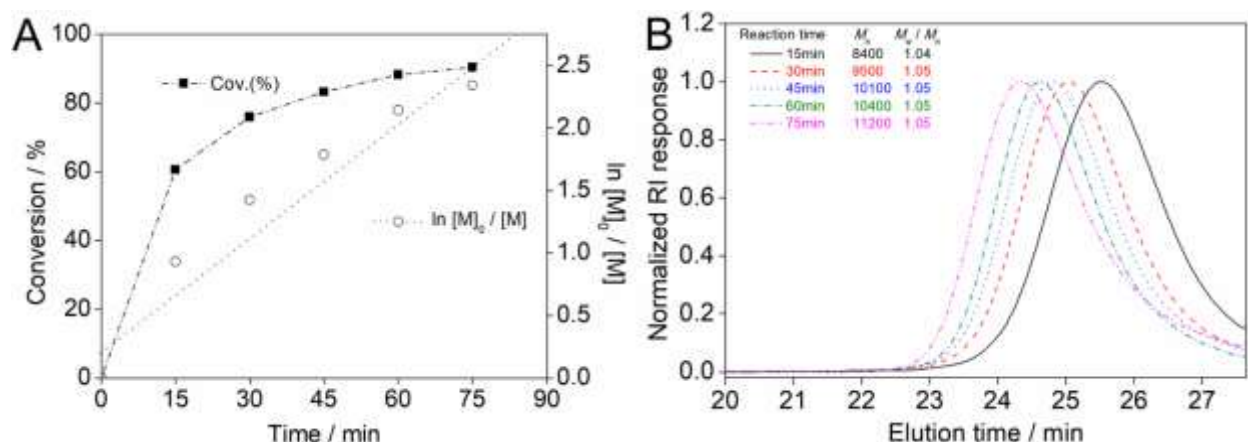 A
100
80
60
40
20
0
Conversion / %
Cov.(%)
ln [M]0 / [M]
2.5
2.0
1.5
1.0
0.5
0.0
ln [M]0 / [M]
0 15 30 45 60 75 90
Time / min
B
Reaction time Mn Mw / Mn
15min 8400 1.04
30min 9500 1.05
45min 10100 1.05
60min 10400 1.05
75min 11200 1.05
1.0
0.8
0.6
0.4
0.2
0.0
Normalized RI response
20 21 22 23 24 25 26 27
Elution time / min